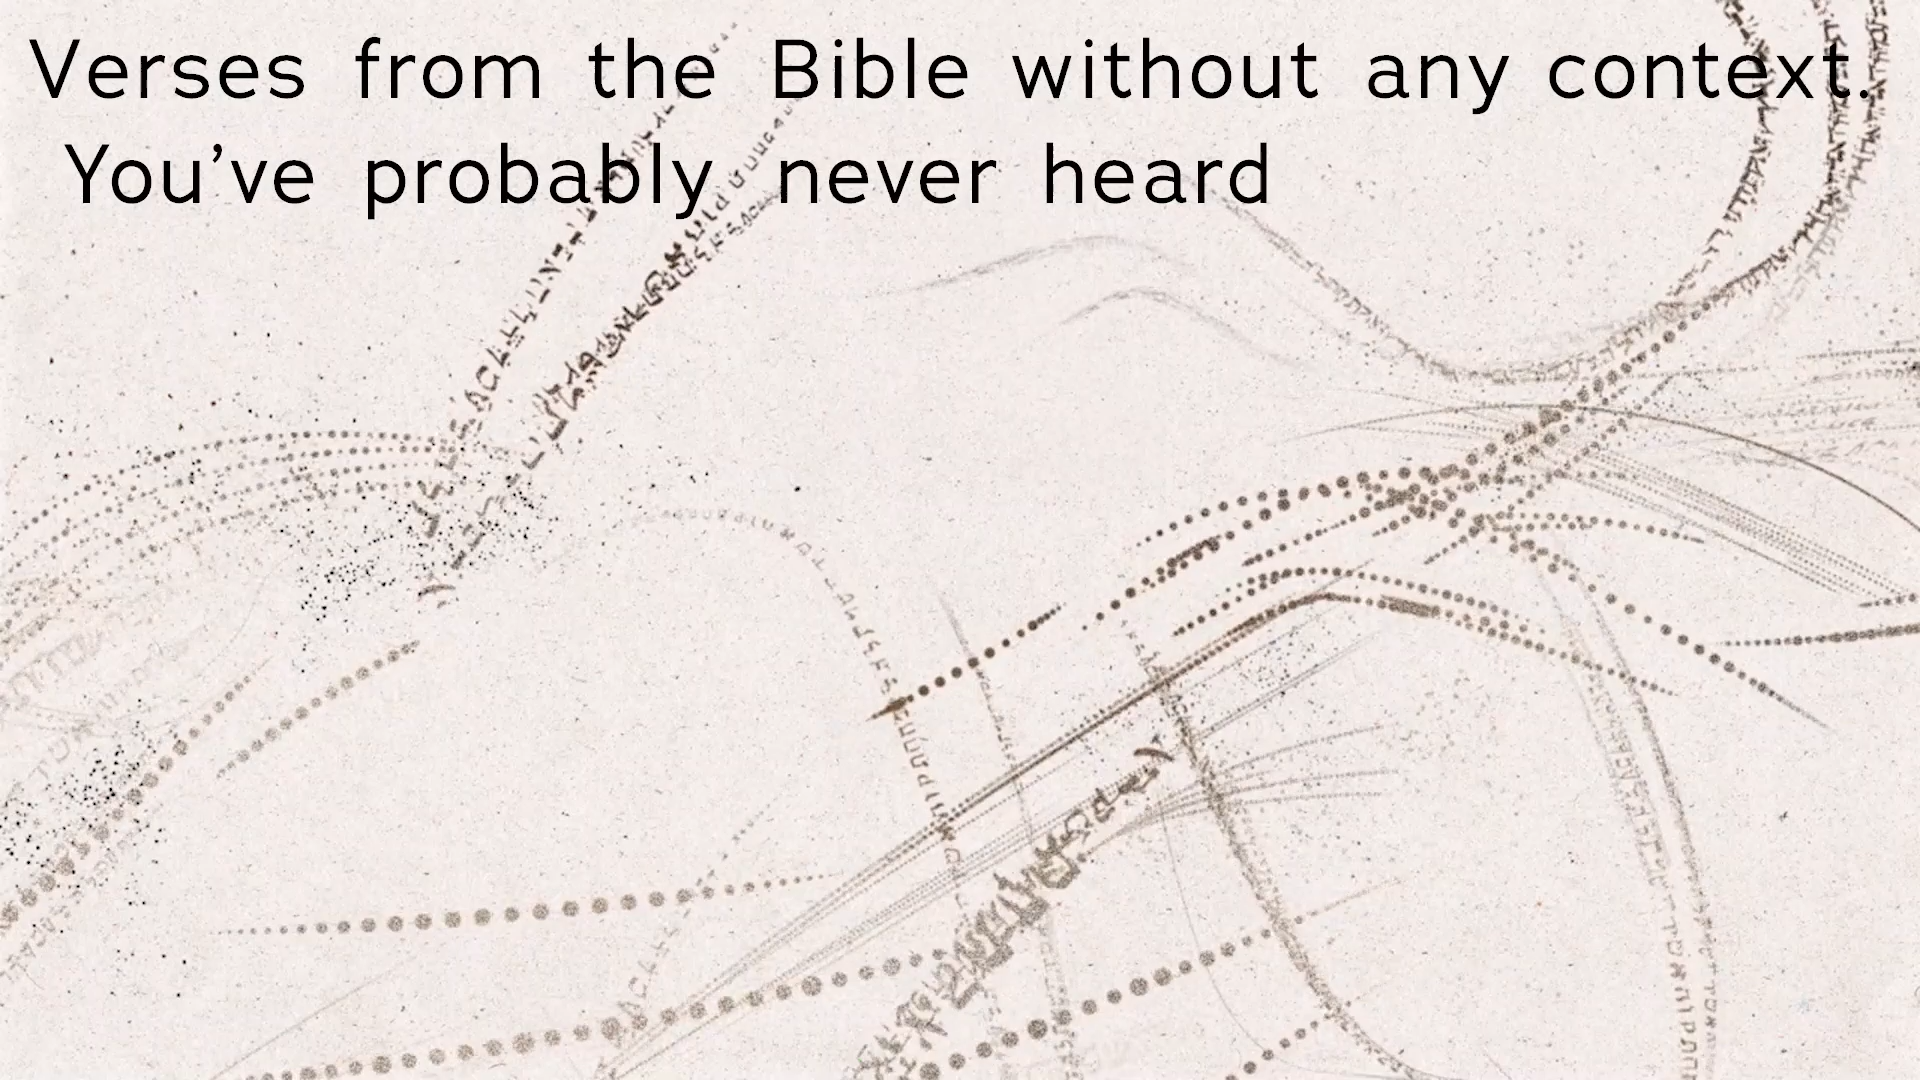 Verses from the Bible without any context.
You’ve probably never heard